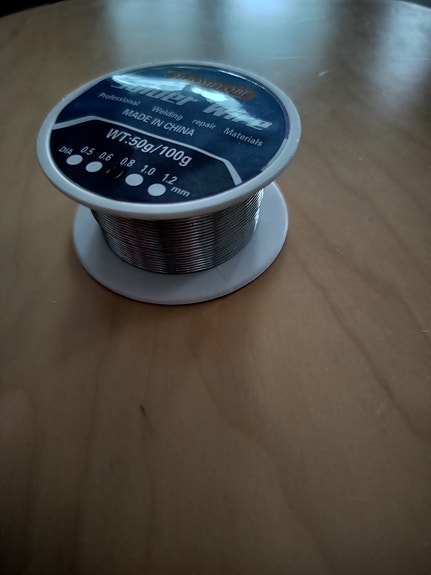 Solder Wire
Professional Welding repair Materials
MADE IN CHINA
WT:50g/100g
DIA 0.5 0.6 0.8 1.0 1.2 mm